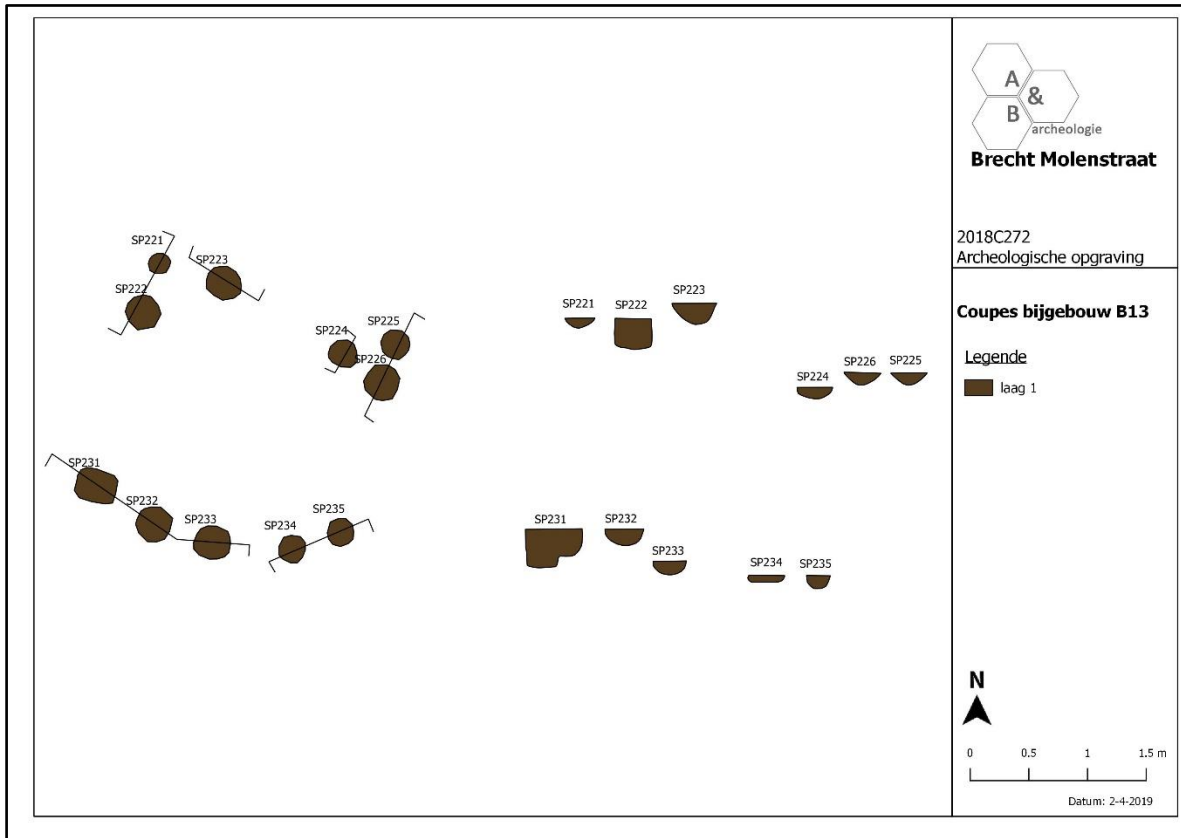 SP221
SP223
SP222
SP224
SP225
SP226
SP231
SP232
SP233
SP234
SP235
SP221
SP222
SP223
SP224
SP226
SP225
SP231
SP232
SP233
SP234
SP235
A
&
B
archeologie
Brecht Molenstraat
2018C272
Archeologische opgraving
Coupes bijgebouw B13
Legende
laag 1
N
0 0.5 1 1.5 m
Datum: 2-4-2019